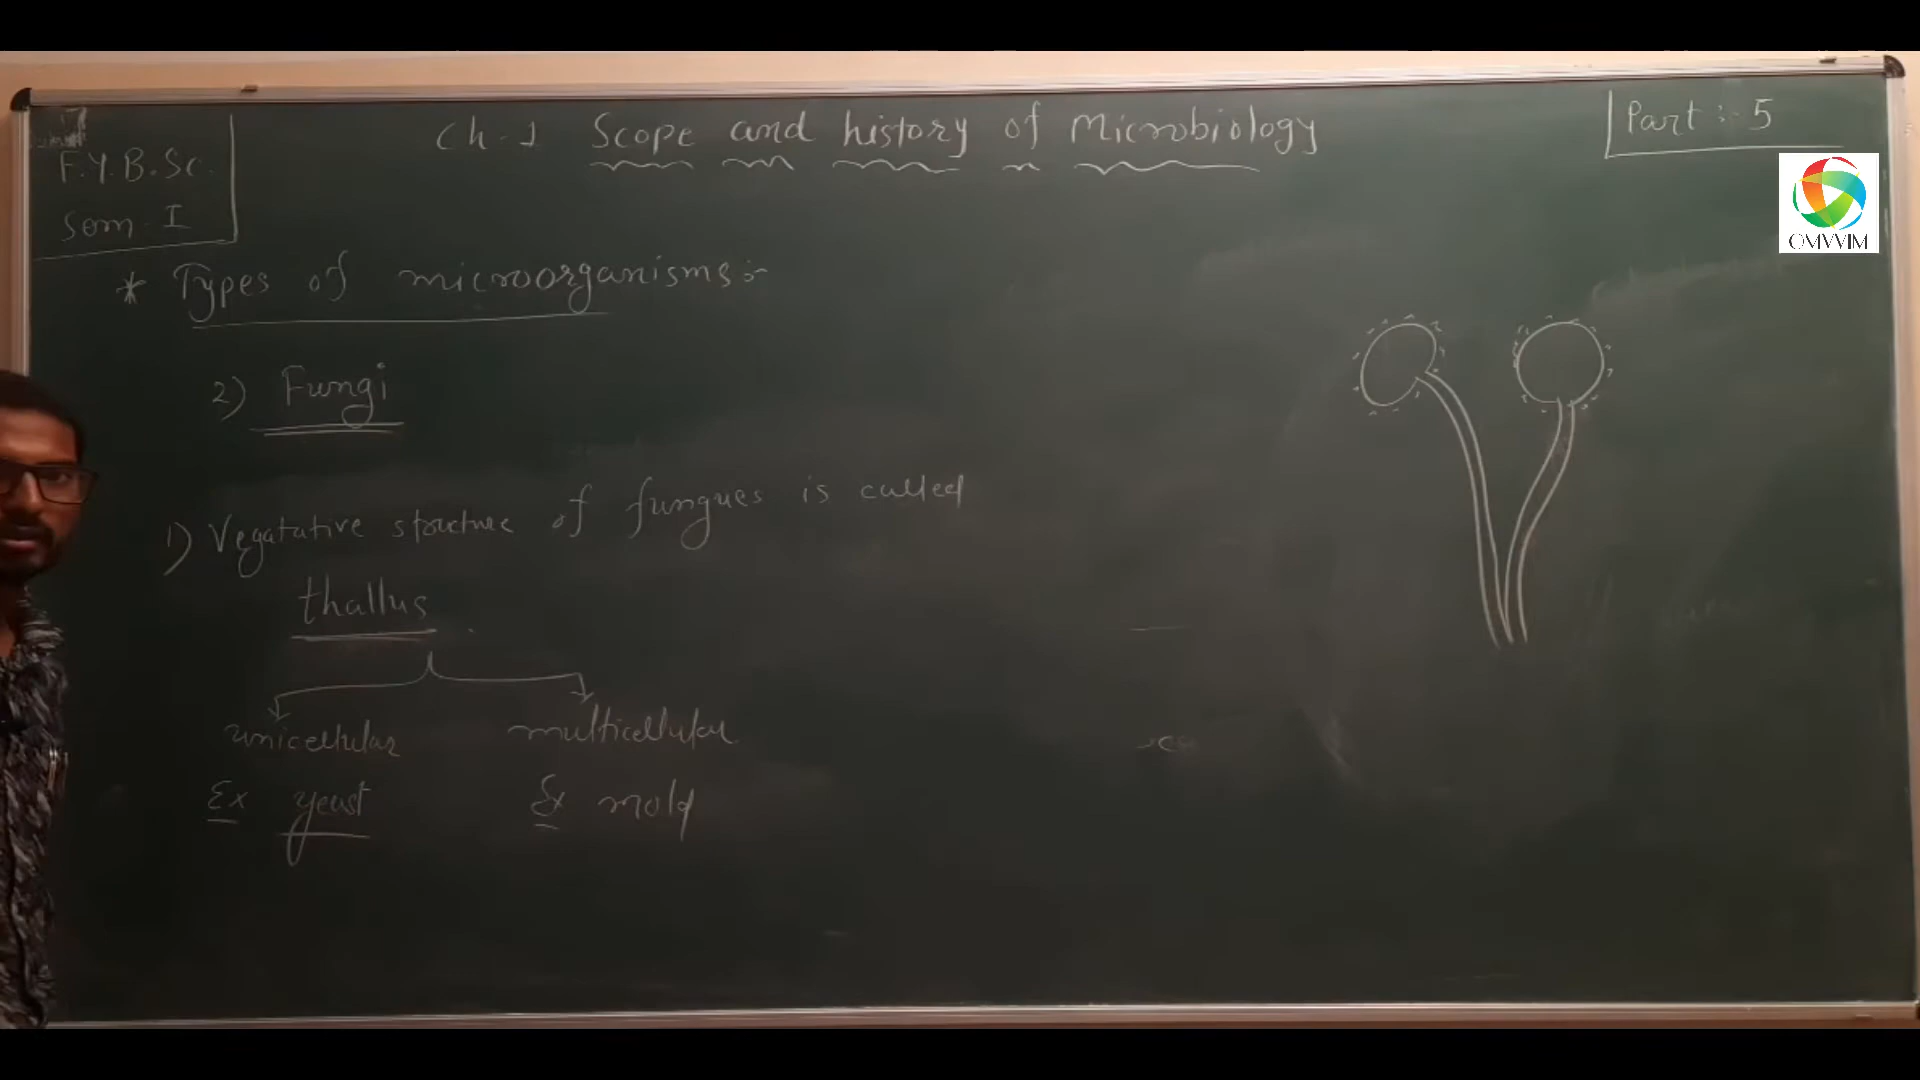 F.Y.B.Sc.
Sem. I
Ch-1 Scope and history of Microbiology
Part :- 5
OMVVIM
* Types of microorganisms :-
2) Fungi
1) Vegatative structure of fungues is called
thallus
unicellular multicellular
Ex yeast Ex mold